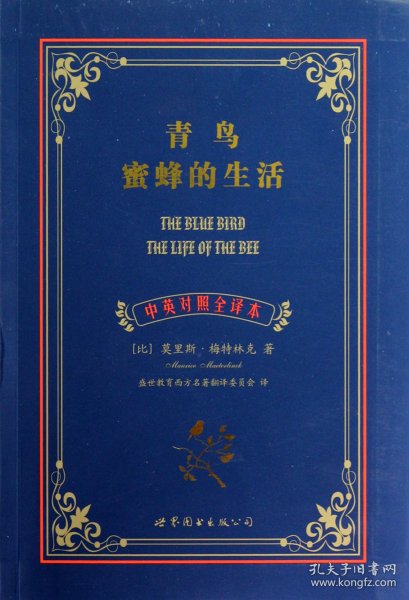 青鸟
蜜蜂的生活
THE BLUE BIRD
THE LIFE OF THE BEE
中英对照全译本
[比] 莫里斯·梅特林克 著
Maurice Maeterlinck
盛世教育西方名著翻译委员会 译
世界图书出版公司
孔夫子旧书网
www.kongfz.com